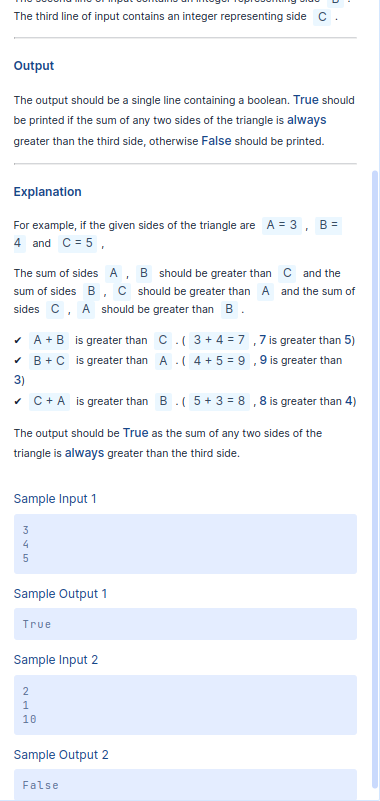 The second line of input contains an integer representing side B .
The third line of input contains an integer representing side C .
Output
The output should be a single line containing a boolean. True should
be printed if the sum of any two sides of the triangle is always
greater than the third side, otherwise False should be printed.
Explanation
For example, if the given sides of the triangle are A = 3 , B =
4 and C = 5 ,
The sum of sides A , B should be greater than C and the
sum of sides B , C should be greater than A and the sum of
sides C , A should be greater than B .
✔ A + B is greater than C . ( 3 + 4 = 7 , 7 is greater than 5)
✔ B + C is greater than A . ( 4 + 5 = 9 , 9 is greater than
3)
✔ C + A is greater than B . ( 5 + 3 = 8 , 8 is greater than 4)
The output should be True as the sum of any two sides of the
triangle is always greater than the third side.
Sample Input 1
3
4
5
Sample Output 1
True
Sample Input 2
2
1
10
Sample Output 2
False